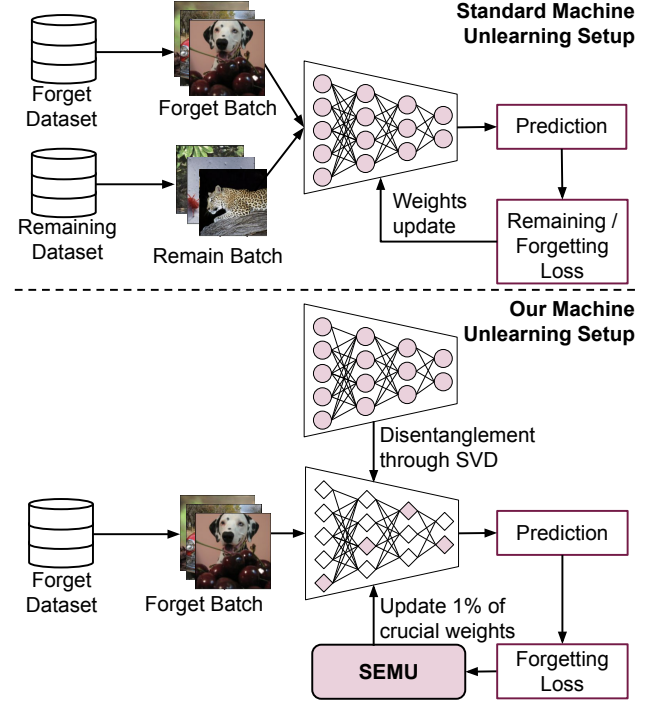 Standard Machine
Unlearning Setup
Forget
Dataset
Forget Batch
Prediction
Remaining
Dataset
Remain Batch
Weights
update
Remaining /
Forgetting
Loss
Our Machine
Unlearning Setup
Disentanglement
through SVD
Forget
Dataset
Forget Batch
Prediction
Update 1% of
crucial weights
SEMU
Forgetting
Loss